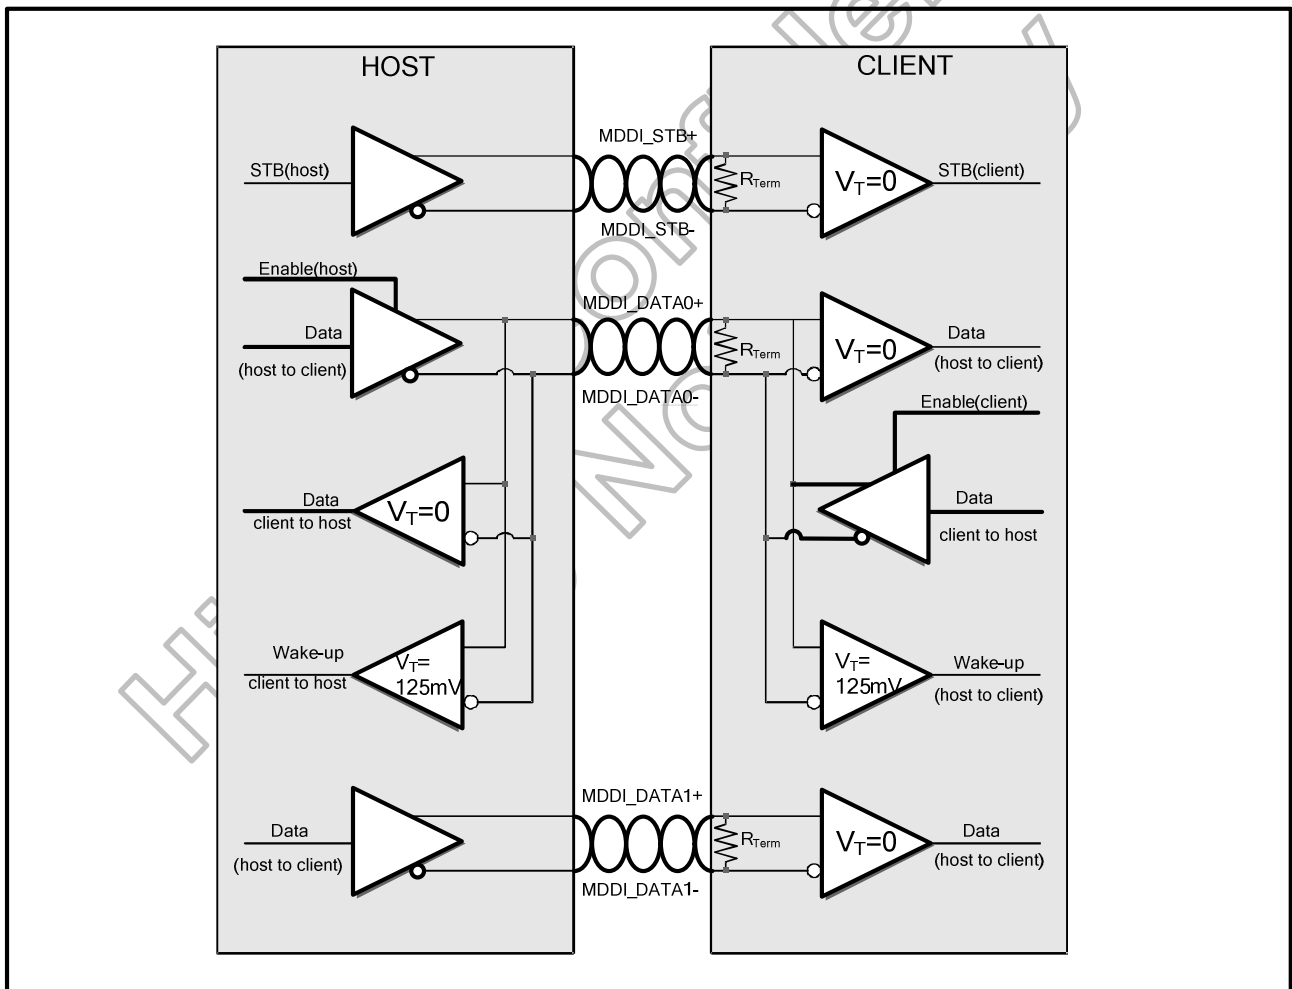 HOST
CLIENT
MDDI_STB+
STB(host)
RTerm
VT=0
STB(client)
MDDI_STB-
Enable(host)
MDDI_DATA0+
Data
(host to client)
RTerm
VT=0
Data
(host to client)
MDDI_DATA0-
Enable(client)
Data
client to host
VT=0
Data
client to host
Wake-up
client to host
VT=
125mV
VT=
125mV
Wake-up
(host to client)
MDDI_DATA1+
Data
(host to client)
RTerm
VT=0
Data
(host to client)
MDDI_DATA1-